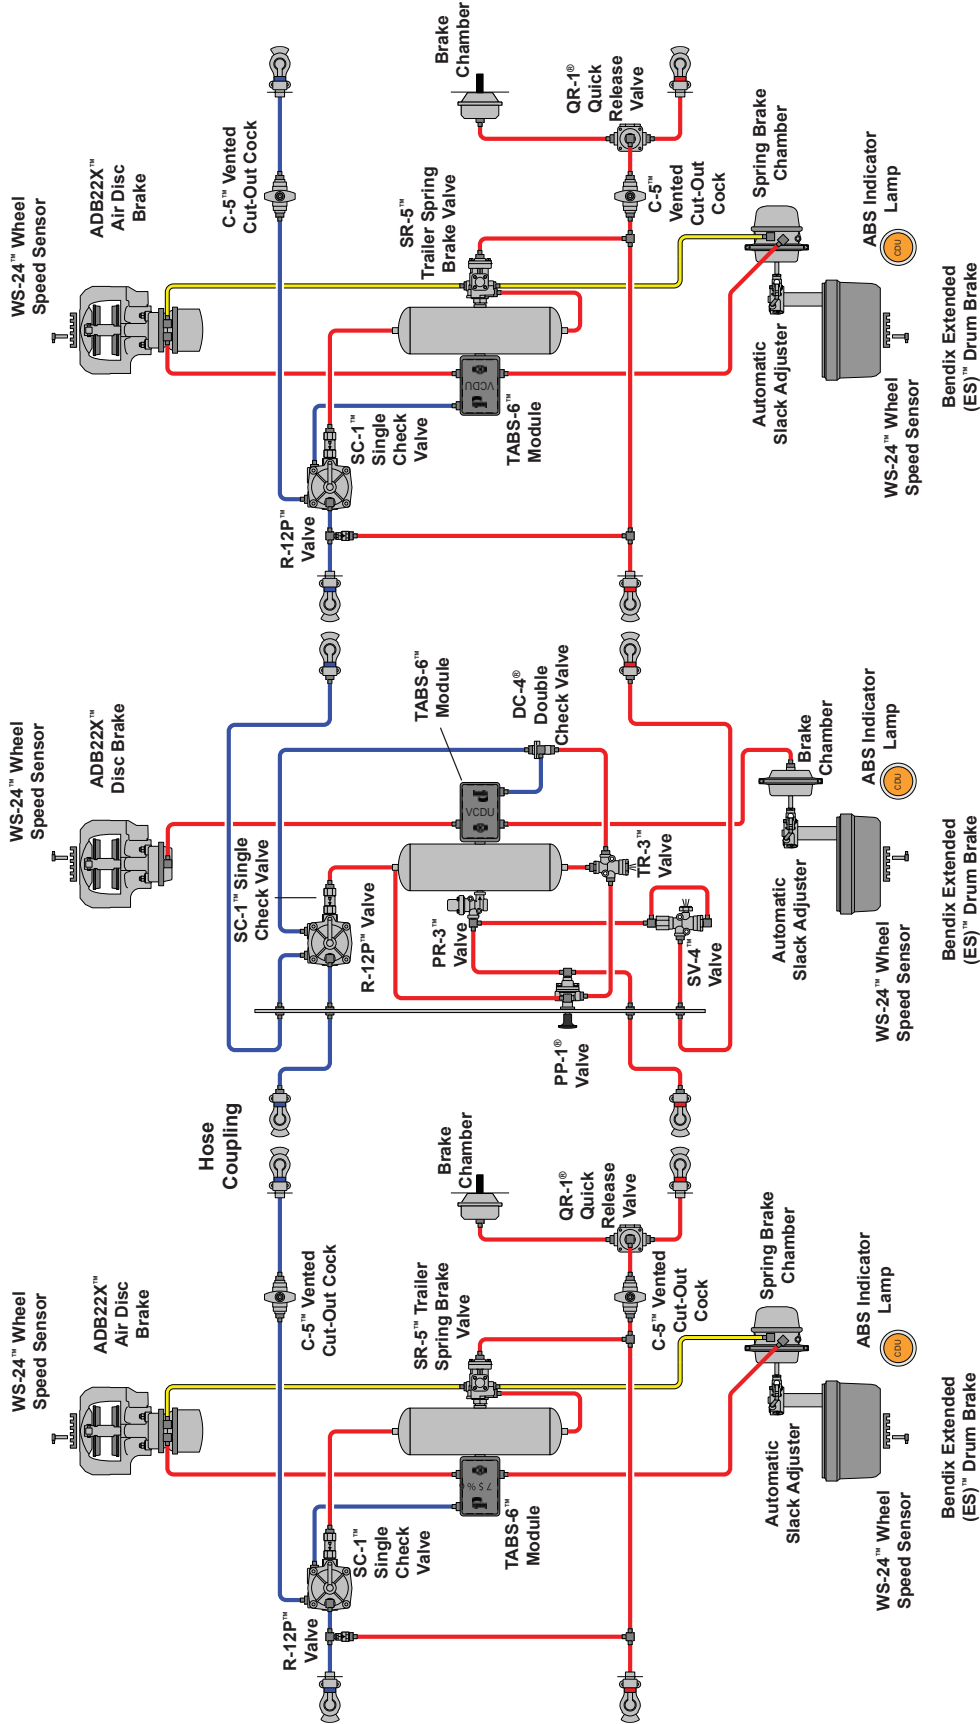 WS-24™ Wheel
Speed Sensor
ADB22X™
Air Disc
Brake
C-5™ Vented
Cut-Out Cock
R-12P™
Valve
SC-1™
Single
Check
Valve
SR-5™ Trailer
Spring Brake
Valve
TABS-6™
Module
Brake
Chamber
QR-1®
Quick
Release
Valve
C-5™ Vented
Cut-Out
Cock
Spring Brake
Chamber
Automatic
Slack Adjuster
ABS Indicator
Lamp
CDU
WS-24™ Wheel
Speed Sensor
Bendix Extended
(ES)™ Drum Brake
Hose
Coupling
WS-24™ Wheel
Speed Sensor
ADB22X™
Disc Brake
SC-1™ Single
Check Valve
R-12P™ Valve
TABS-6™
Module
VCDU
PR-3™
Valve
DC-4®
Double
Check Valve
PP-1®
Valve
TR-3™
Valve
SV-4™
Valve
Brake
Chamber
Automatic
Slack Adjuster
ABS Indicator
Lamp
CDU
WS-24™ Wheel
Speed Sensor
Bendix Extended
(ES)™ Drum Brake
WS-24™ Wheel
Speed Sensor
ADB22X™
Air Disc
Brake
C-5™ Vented
Cut-Out Cock
R-12P™
Valve
SC-1™
Single
Check
Valve
SR-5™
Trailer Spring
Brake Valve
VCDU
TABS-6™
Module
Brake
Chamber
QR-1®
Quick
Release
Valve
C-5™
Vented
Cut-Out
Cock
Spring Brake
Chamber
Automatic
Slack Adjuster
ABS Indicator
Lamp
CDU
WS-24™ Wheel
Speed Sensor
Bendix Extended
(ES)™ Drum Brake